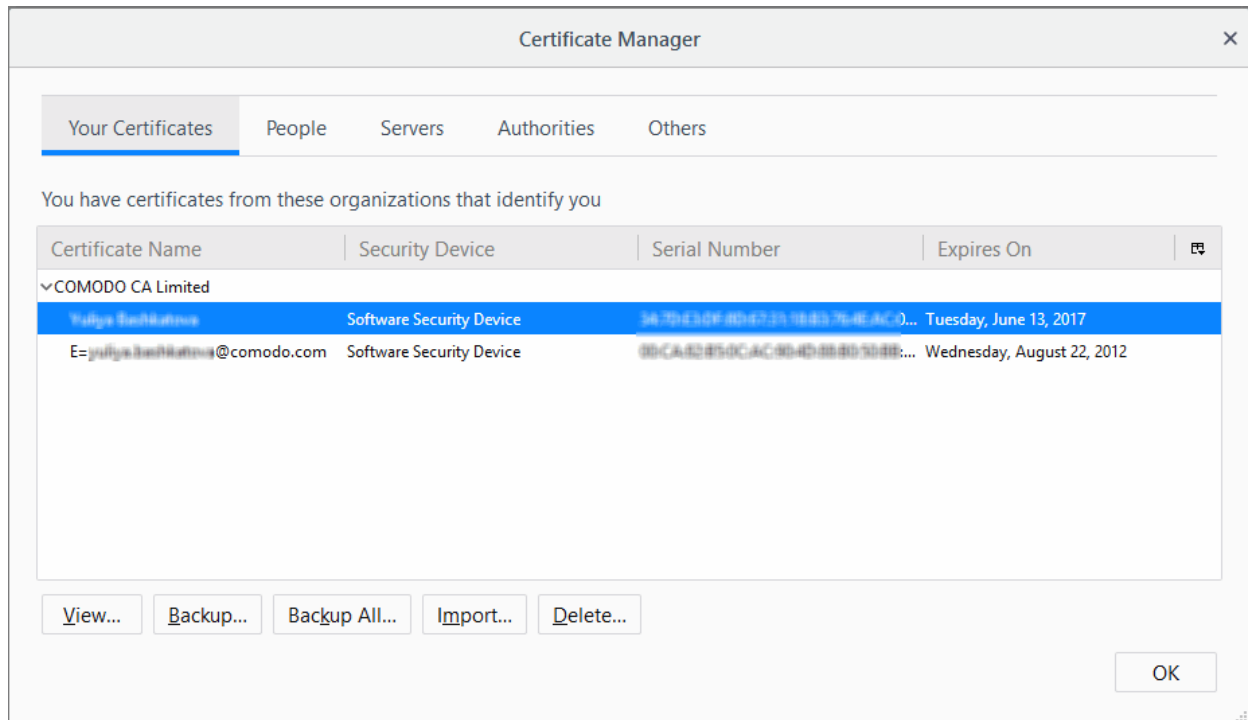 Certificate Manager
Your Certificates People Servers Authorities Others
You have certificates from these organizations that identify you
Certificate Name Security Device Serial Number Expires On
COMODO CA Limited
Software Security Device 0... Tuesday, June 13, 2017
E= @comodo.com Software Security Device :... Wednesday, August 22, 2012
View... Backup... Backup All... Import... Delete...
OK